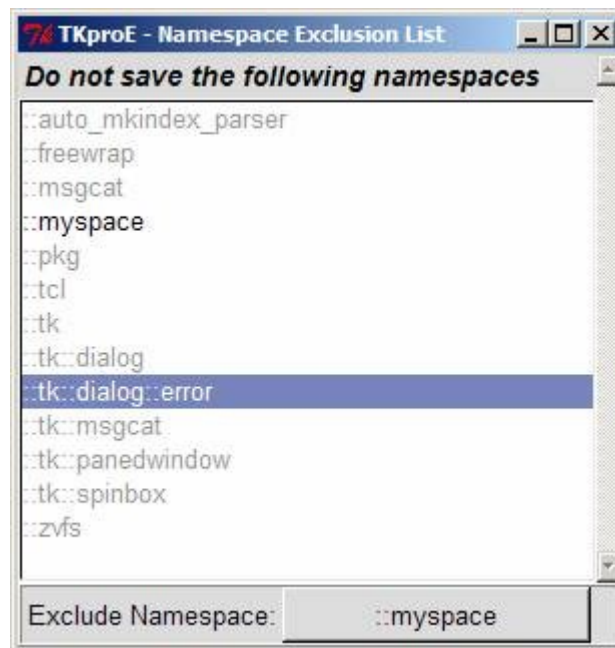 TKproE - Namespace Exclusion List
Do not save the following namespaces
::auto_mkindex_parser
::freewrap
::msgcat
::myspace
::pkg
::tcl
::tk
::tk::dialog
::tk::dialog::error
::tk::msgcat
::tk::panedwindow
::tk::spinbox
::zvfs
Exclude Namespace: ::myspace